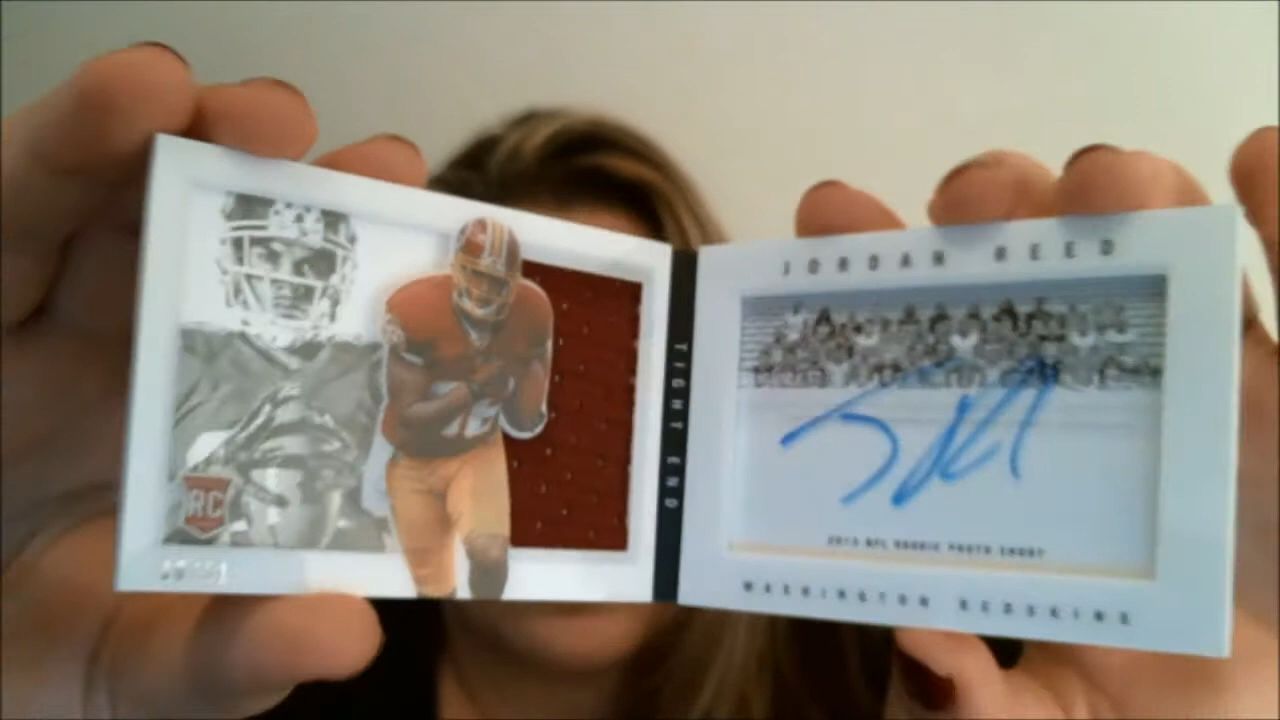 JORDAN REED
TIGHT END
RC
2013 NFL ROOKIE PHOTO SHOOT
WASHINGTON REDSKINS